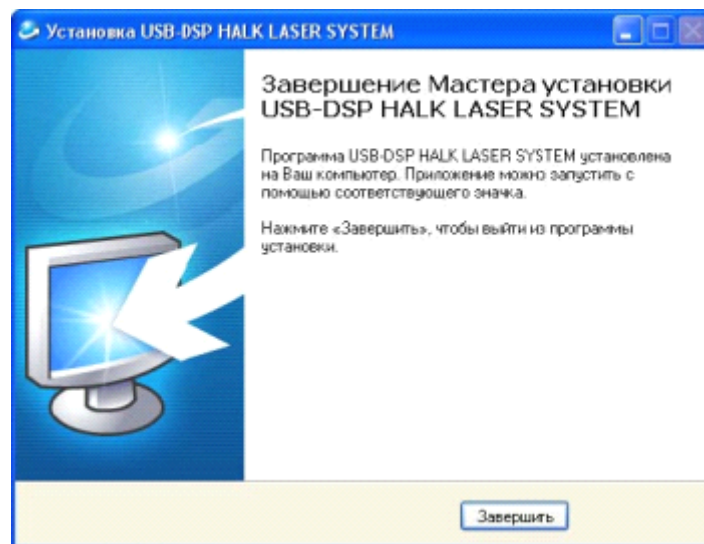 Установка USB-DSP HALK LASER SYSTEM
Завершение Мастера установки
USB-DSP HALK LASER SYSTEM
Программа USB-DSP HALK LASER SYSTEM установлена
на Ваш компьютер. Приложение можно запустить с
помощью соответствующего значка.
Нажмите «Завершить», чтобы выйти из программы
установки.
Завершить